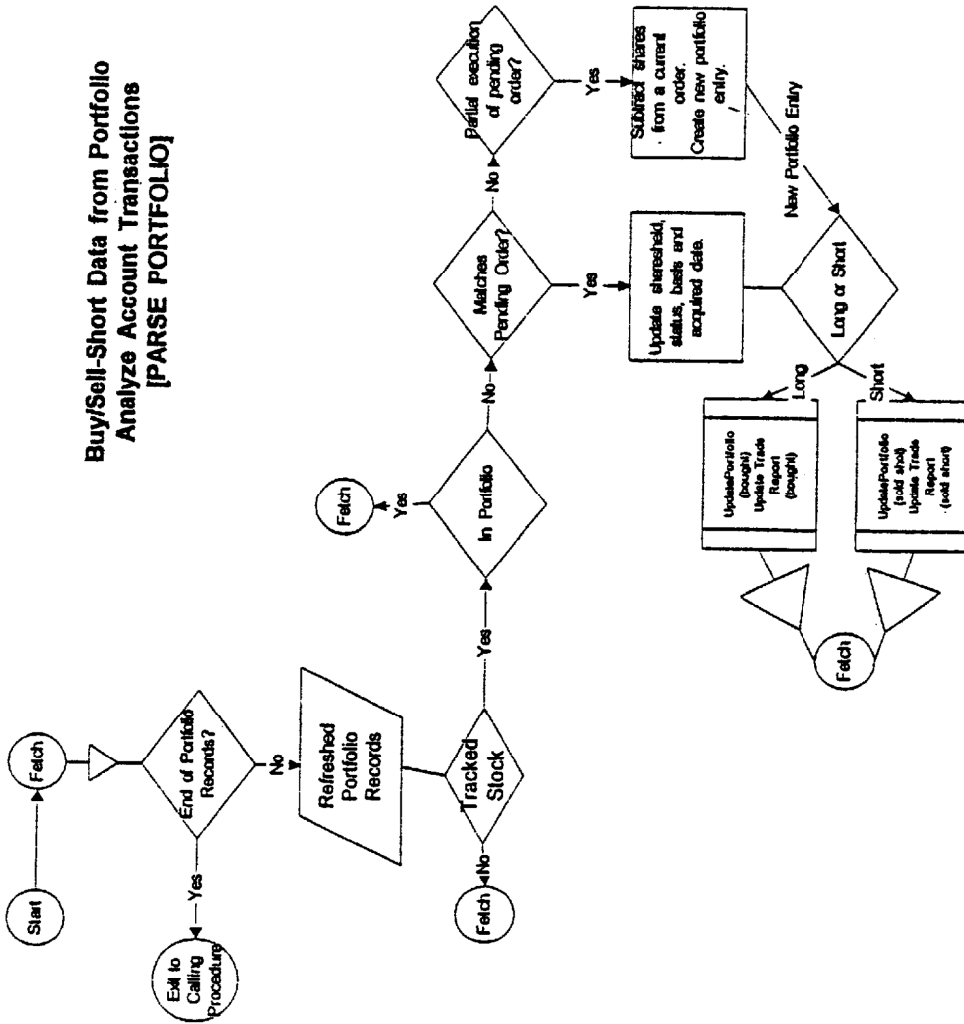 Buy/Sell-Short Data from Portfolio
Analyze Account Transactions
[PARSE PORTFOLIO]
Start
Fetch
End of Portfolio
Records?
Yes
Exit to
Calling
Procedure
No
Refreshed
Portfolio
Records
Tracked
Stock
No
Fetch
Yes
In Portfolio
Yes
Fetch
No
Matches
Pending Order?
No
Partial execution
of pending
order?
Yes
Update sharesheld,
status, basis and
acquired date.
Yes
Subtract shares
from a current
order.
Create new portfolio
entry.
New Portfolio Entry
Long or Short
Long
UpdatePortfolio
(bought)
Update Trade
Report
(bought)
Short
UpdatePortfolio
(sold shot)
Update Trade
Report
(sold short)
Fetch